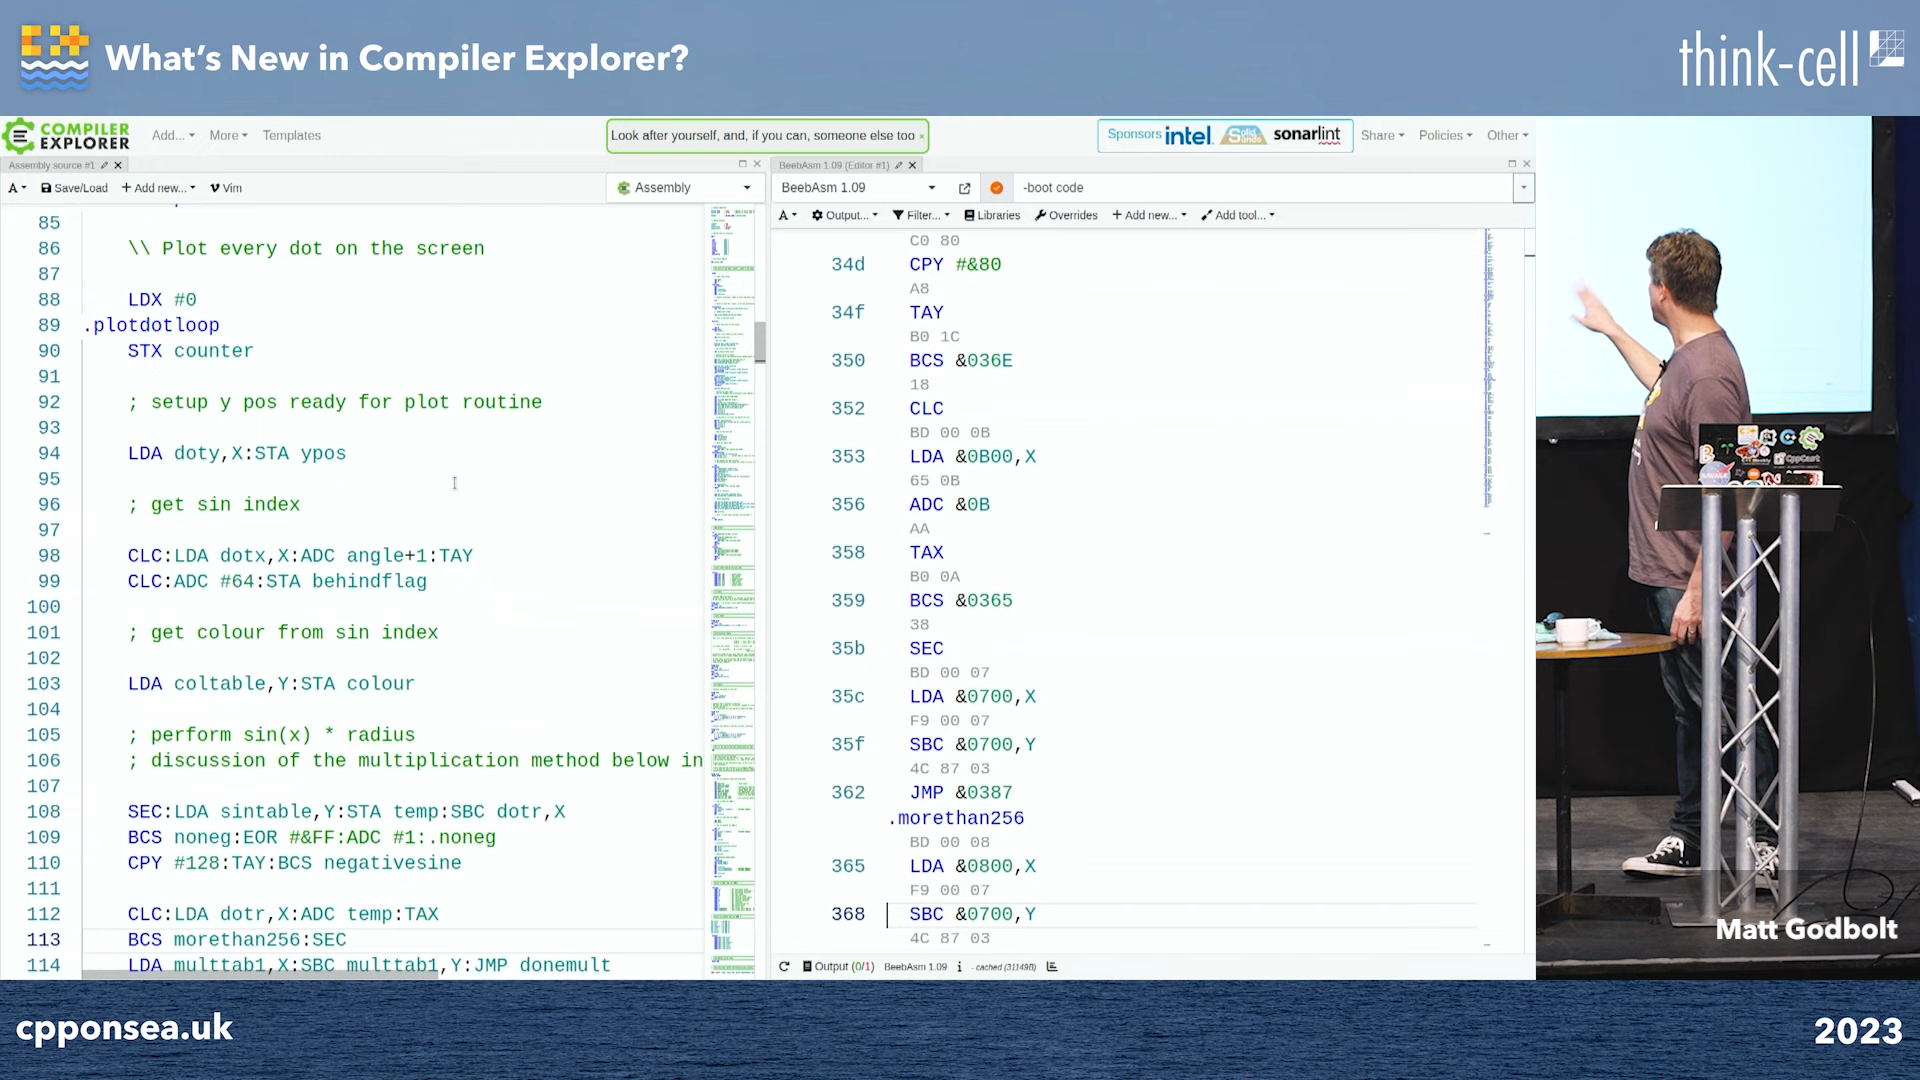 What's New in Compiler Explorer?
think-cell
COMPILER EXPLORER
Add... More Templates
Look after yourself, and, if you can, someone else too ×
Sponsors intel. Solid Sands sonarlint
Share Policies Other
Assembly source #1
A Save/Load + Add new... Vim
Assembly
85
86 \\ Plot every dot on the screen
87
88 LDX #0
89 .plotdotloop
90 STX counter
91
92 ; setup y pos ready for plot routine
93
94 LDA doty,X:STA ypos
95
96 ; get sin index
97
98 CLC:LDA dotx,X:ADC angle+1:TAY
99 CLC:ADC #64:STA behindflag
100
101 ; get colour from sin index
102
103 LDA coltable,Y:STA colour
104
105 ; perform sin(x) * radius
106 ; discussion of the multiplication method below in
107
108 SEC:LDA sintable,Y:STA temp:SBC dotr,X
109 BCS noneg:EOR #&FF:ADC #1:.noneg
110 CPY #128:TAY:BCS negativesine
111
112 CLC:LDA dotr,X:ADC temp:TAX
113 BCS morethan256:SEC
114 LDA multtab1,X:SBC multtab1,Y:JMP donemult
BeebAsm 1.09 (Editor #1)
BeebAsm 1.09
-boot code
A Output... Filter... Libraries Overrides + Add new... Add tool...
C0 80
34d CPY #&80
A8
34f TAY
B0 1C
350 BCS &036E
18
352 CLC
BD 00 0B
353 LDA &0B00,X
65 0B
356 ADC &0B
AA
358 TAX
B0 0A
359 BCS &0365
38
35b SEC
BD 00 07
35c LDA &0700,X
F9 00 07
35f SBC &0700,Y
4C 87 03
362 JMP &0387
.morethan256
BD 00 08
365 LDA &0800,X
F9 00 07
368 SBC &0700,Y
4C 87 03
Output (0/1) BeebAsm 1.09 i - cached (31149B)
CppCast
Matt Godbolt
cpponsea.uk
2023